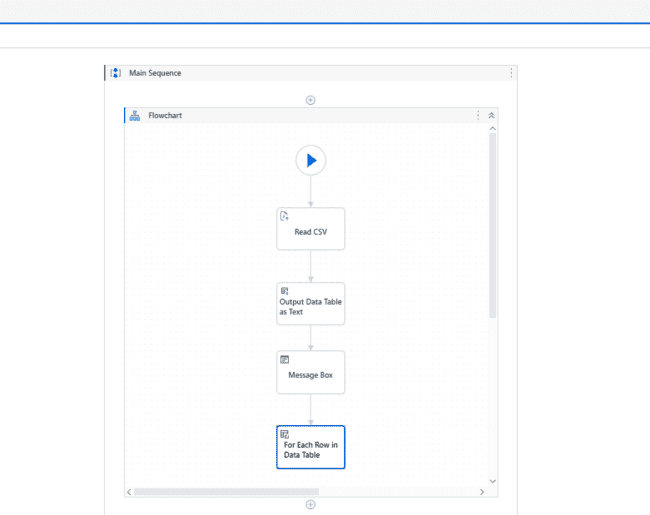 Main Sequence
Flowchart
Read CSV
Output Data Table
as Text
Message Box
For Each Row in
Data Table